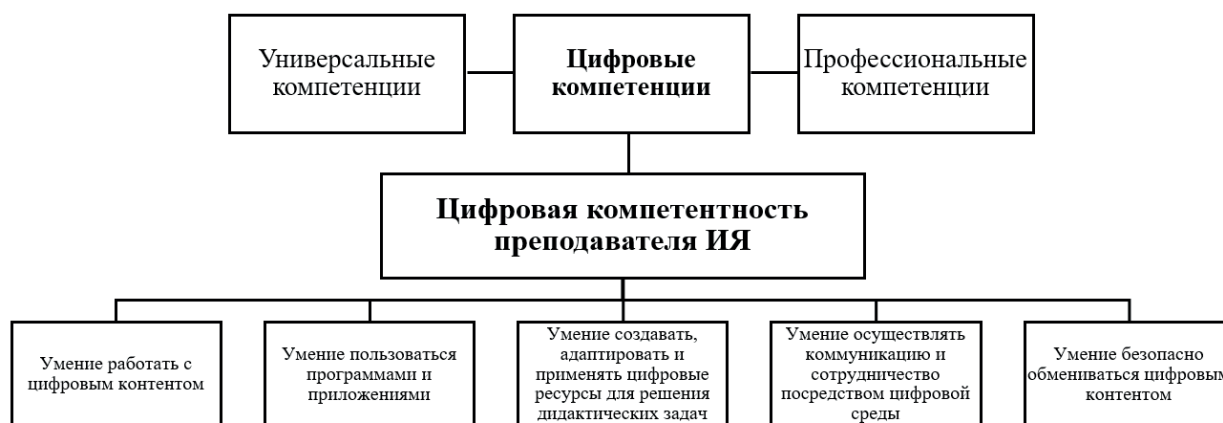 Универсальные
компетенции
Цифровые
компетенции
Профессиональные
компетенции
Цифровая компетентность
преподавателя ИЯ
Умение работать с
цифровым контентом
Умение пользоваться
программами и
приложениями
Умение создавать,
адаптировать и
применять цифровые
ресурсы для решения
дидактических задач
Умение осуществлять
коммуникацию и
сотрудничество
посредством цифровой
среды
Умение безопасно
обмениваться цифровым
контентом